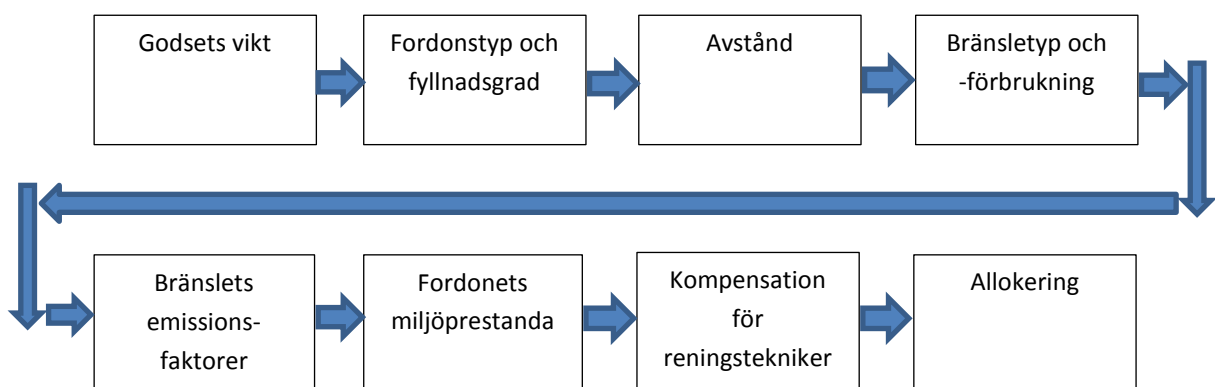 Godsets vikt
Fordonstyp och
fyllnadsgrad
Avstånd
Bränsletyp och
-förbrukning
Bränslets
emissions-
faktorer
Fordonets
miljöprestanda
Kompensation
för
reningstekniker
Allokering